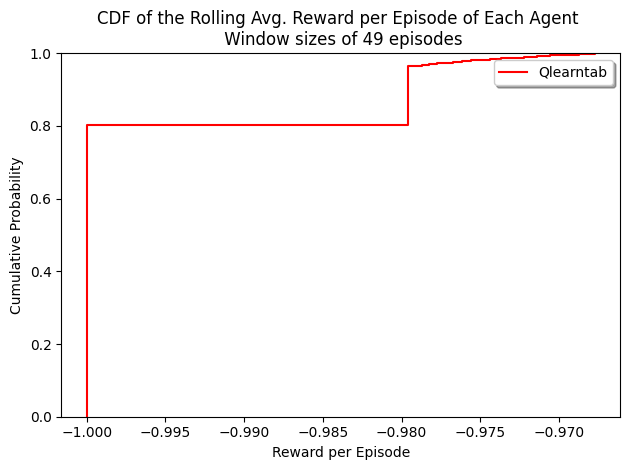 CDF of the Rolling Avg. Reward per Episode of Each Agent
Window sizes of 49 episodes
Qlearntab
Cumulative Probability
1.0
0.8
0.6
0.4
0.2
0.0
−1.000 −0.995 −0.990 −0.985 −0.980 −0.975 −0.970
Reward per Episode